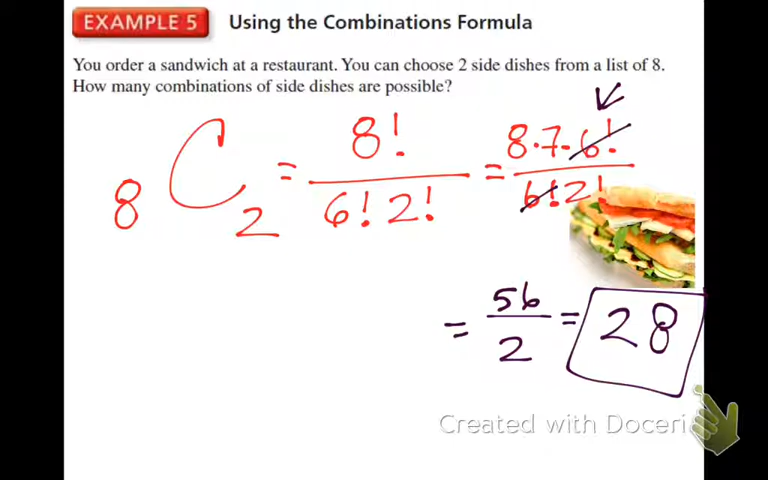 EXAMPLE 5 Using the Combinations Formula
You order a sandwich at a restaurant. You can choose 2 side dishes from a list of 8.
How many combinations of side dishes are possible?
8 C 2 = 8! / 6! 2! = 8 · 7 · 6! / 6! 2!
= 56 / 2 = 28
Created with Doceri